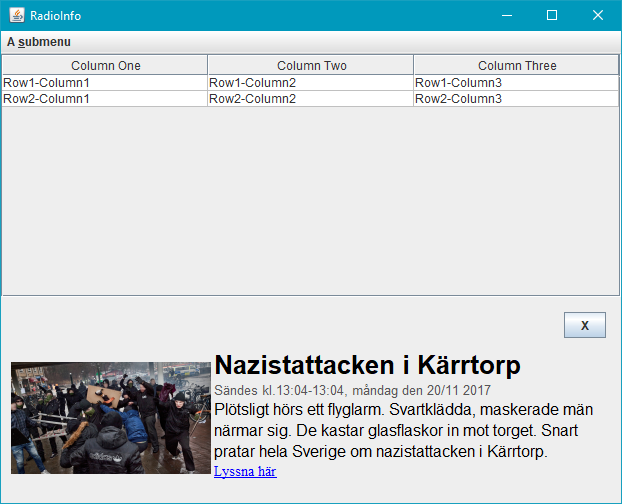 RadioInfo
A submenu
Column One Column Two Column Three
Row1-Column1 Row1-Column2 Row1-Column3
Row2-Column1 Row2-Column2 Row2-Column3
X
Nazistattacken i Kärrtorp
Sändes kl.13:04-13:04, måndag den 20/11 2017
Plötsligt hörs ett flyglarm. Svartklädda, maskerade män
närmar sig. De kastar glasflaskor in mot torget. Snart
pratar hela Sverige om nazistattacken i Kärrtorp.
Lyssna här